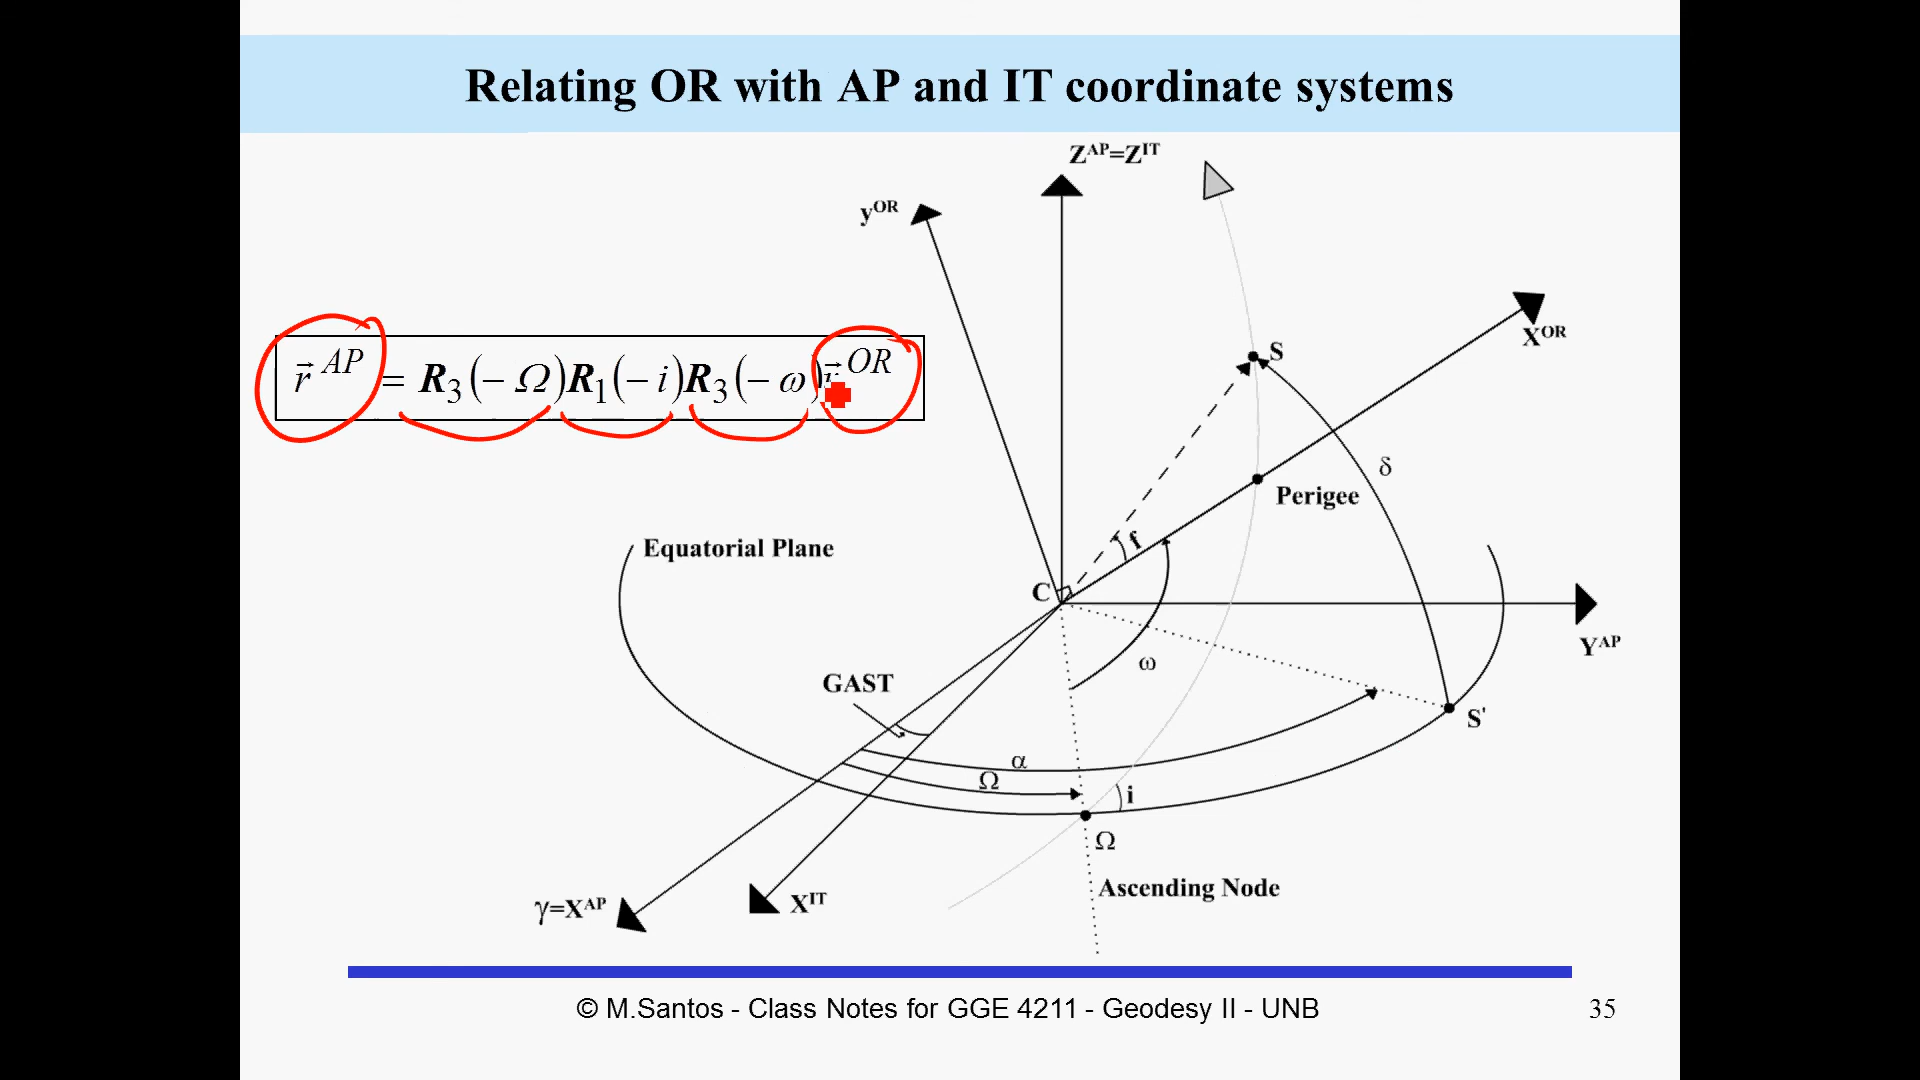 Relating OR with AP and IT coordinate systems
Z^AP=Z^IT
y^OR
X^OR
S
r⃗^AP = R₃(−Ω)R₁(−i)R₃(−ω)r⃗^OR
δ
Perigee
f
Equatorial Plane
C
Y^AP
ω
GAST
S'
α
Ω
i
Ω
Ascending Node
γ=X^AP
X^IT
© M.Santos - Class Notes for GGE 4211 - Geodesy II - UNB
35